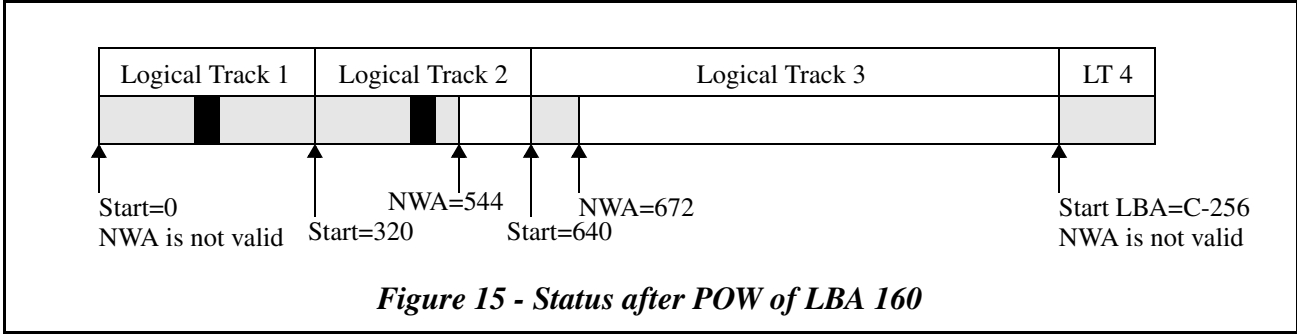 Logical Track 1
Logical Track 2
Logical Track 3
LT 4
Start=0
NWA is not valid
Start=320
NWA=544
Start=640
NWA=672
Start LBA=C-256
NWA is not valid
Figure 15 - Status after POW of LBA 160